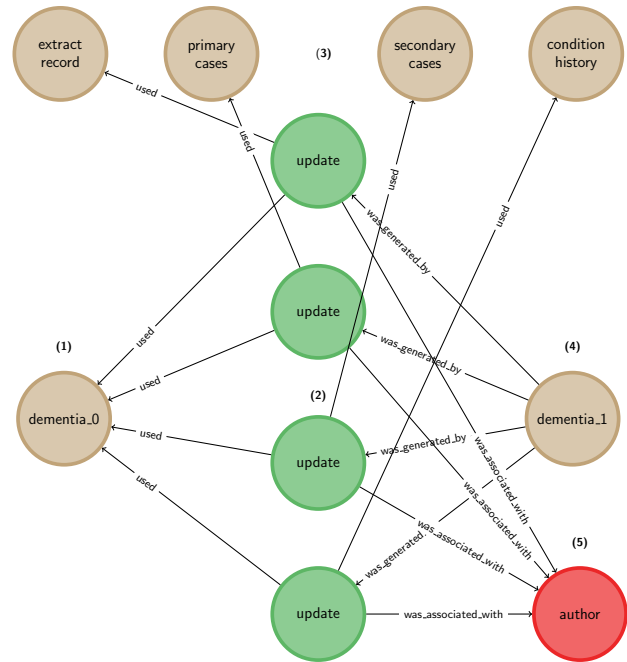 extract
record
primary
cases
(3)
secondary
cases
condition
history
used
update
used
used
was_generated_by
used
update
used
(1)
was_generated_by
(4)
used
(2)
dementia_0
used
dementia_1
was_generated_by
update
was_associated_with
used
was_associated_with
was_associated_with
(5)
was_generated
update
was_associated_with
author